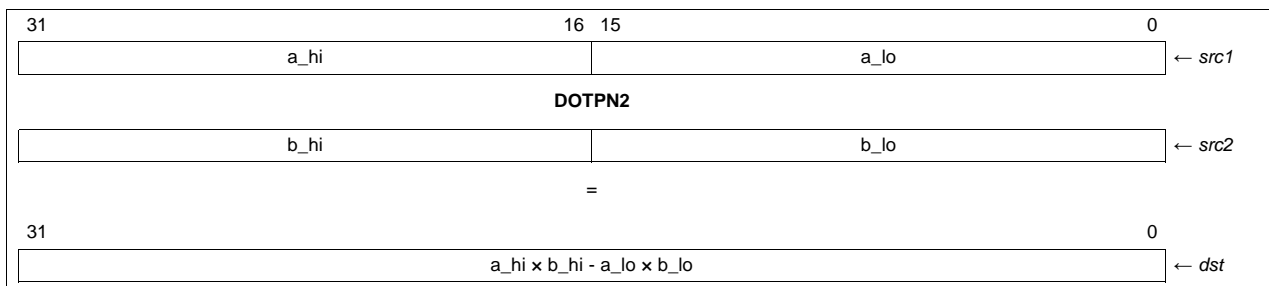 31 16 15 0
a_hi a_lo ← src1
DOTPN2
b_hi b_lo ← src2
=
31 0
a_hi × b_hi - a_lo × b_lo ← dst